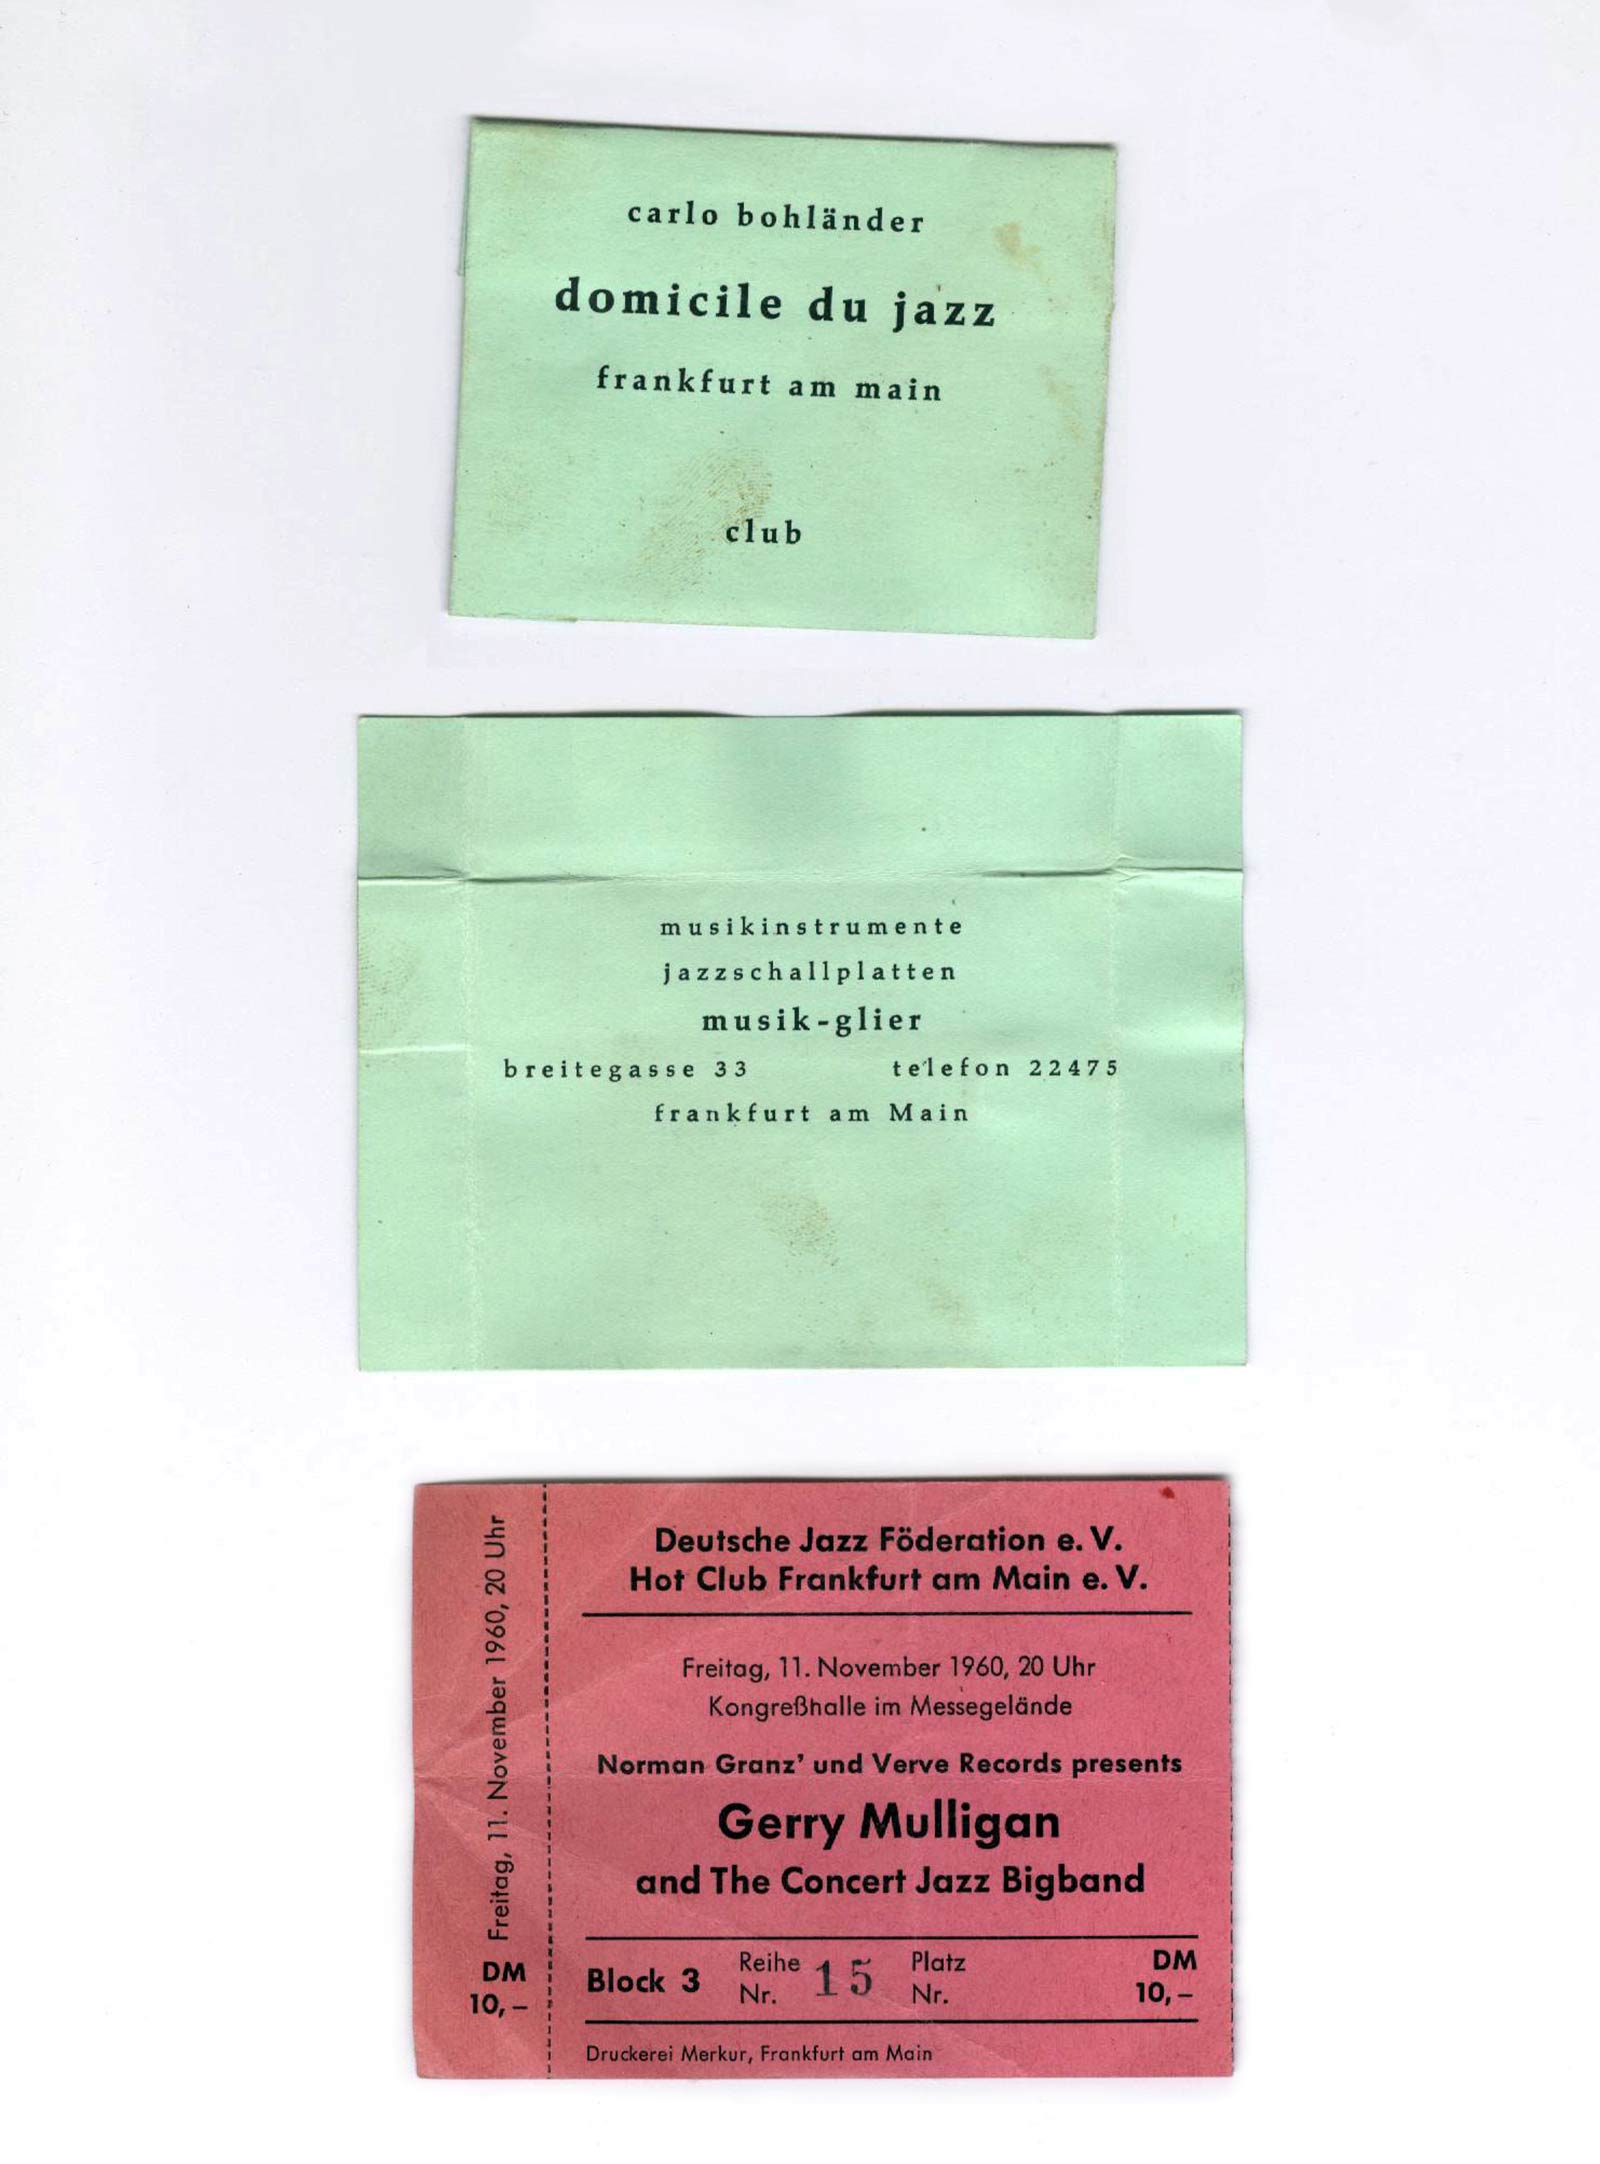 carlo bohländer
domicile du jazz
frankfurt am main
club
musikinstrumente
jazzschallplatten
musik-glier
breitegasse 33 telefon 22475
frankfurt am Main
Freitag, 11. November 1960, 20 Uhr
DM
10,–
Deutsche Jazz Föderation e. V.
Hot Club Frankfurt am Main e. V.
Freitag, 11. November 1960, 20 Uhr
Kongreßhalle im Messegelände
Norman Granz’ und Verve Records presents
Gerry Mulligan
and The Concert Jazz Bigband
Block 3 Reihe Nr. 15 Platz Nr. DM 10,–
Druckerei Merkur, Frankfurt am Main